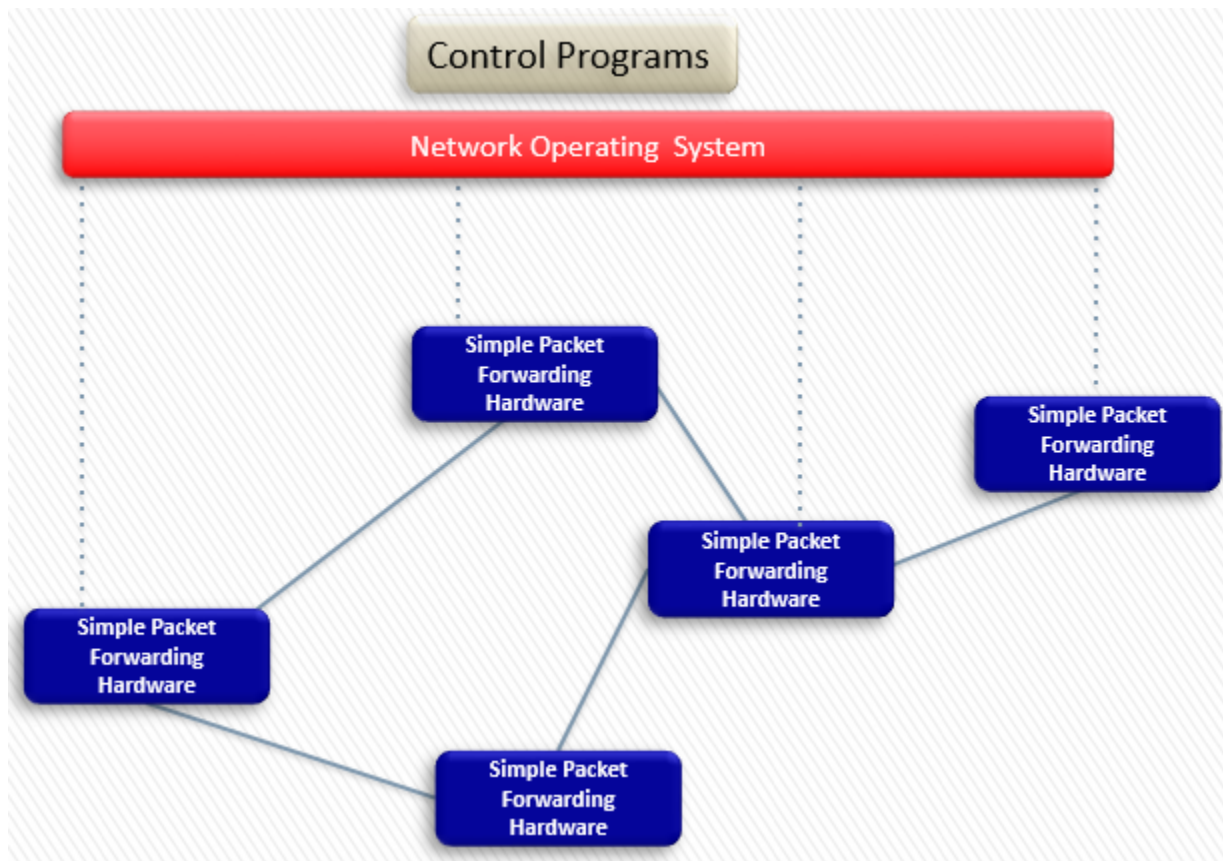 Control Programs
Network Operating System
Simple Packet
Forwarding
Hardware
Simple Packet
Forwarding
Hardware
Simple Packet
Forwarding
Hardware
Simple Packet
Forwarding
Hardware
Simple Packet
Forwarding
Hardware